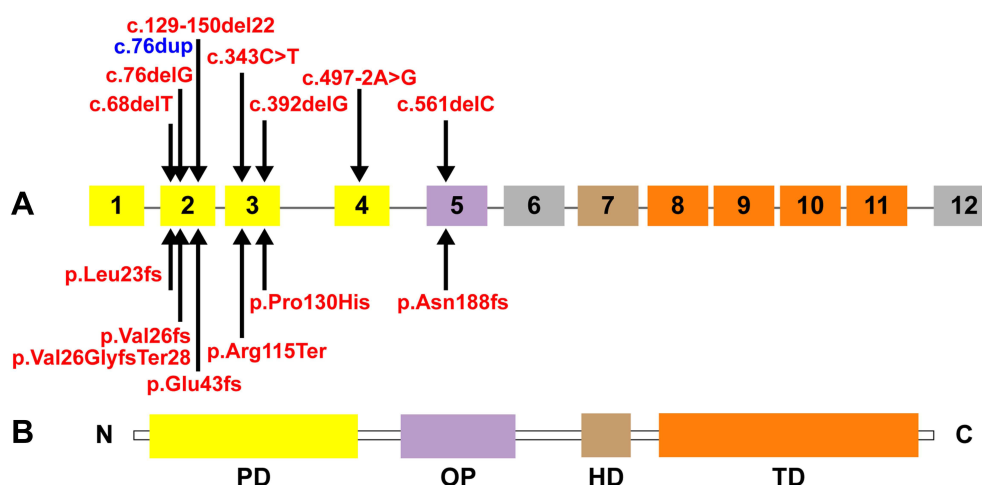 c.129-150del22
c.76dup
c.343C>T
c.76delG
c.497-2A>G
c.68delT
c.392delG
c.561delC
A
1 2 3 4 5 6 7 8 9 10 11 12
p.Leu23fs
p.Pro130His
p.Asn188fs
p.Val26fs
p.Val26GlyfsTer28
p.Arg115Ter
p.Glu43fs
B N C
PD OP HD TD